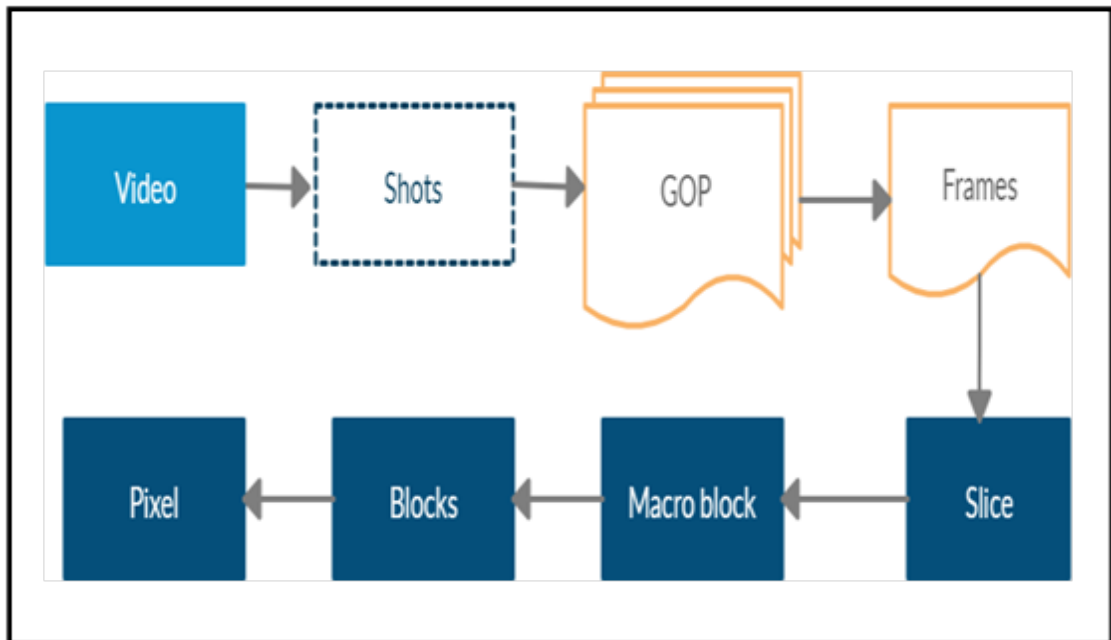 Video
Shots
GOP
Frames
Slice
Macro block
Blocks
Pixel